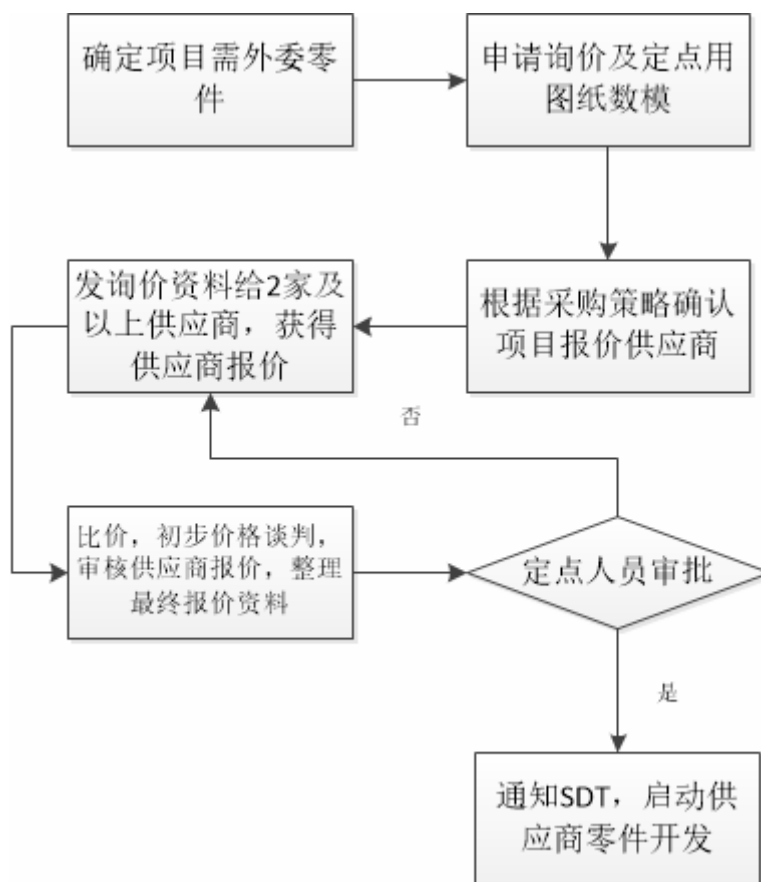 确定项目需外委零
件
申请询价及定点用
图纸数模
根据采购策略确认
项目报价供应商
发询价资料给2家及
以上供应商，获得
供应商报价
否
比价，初步价格谈判，
审核供应商报价，整理
最终报价资料
定点人员审批
是
通知SDT，启动供
应商零件开发